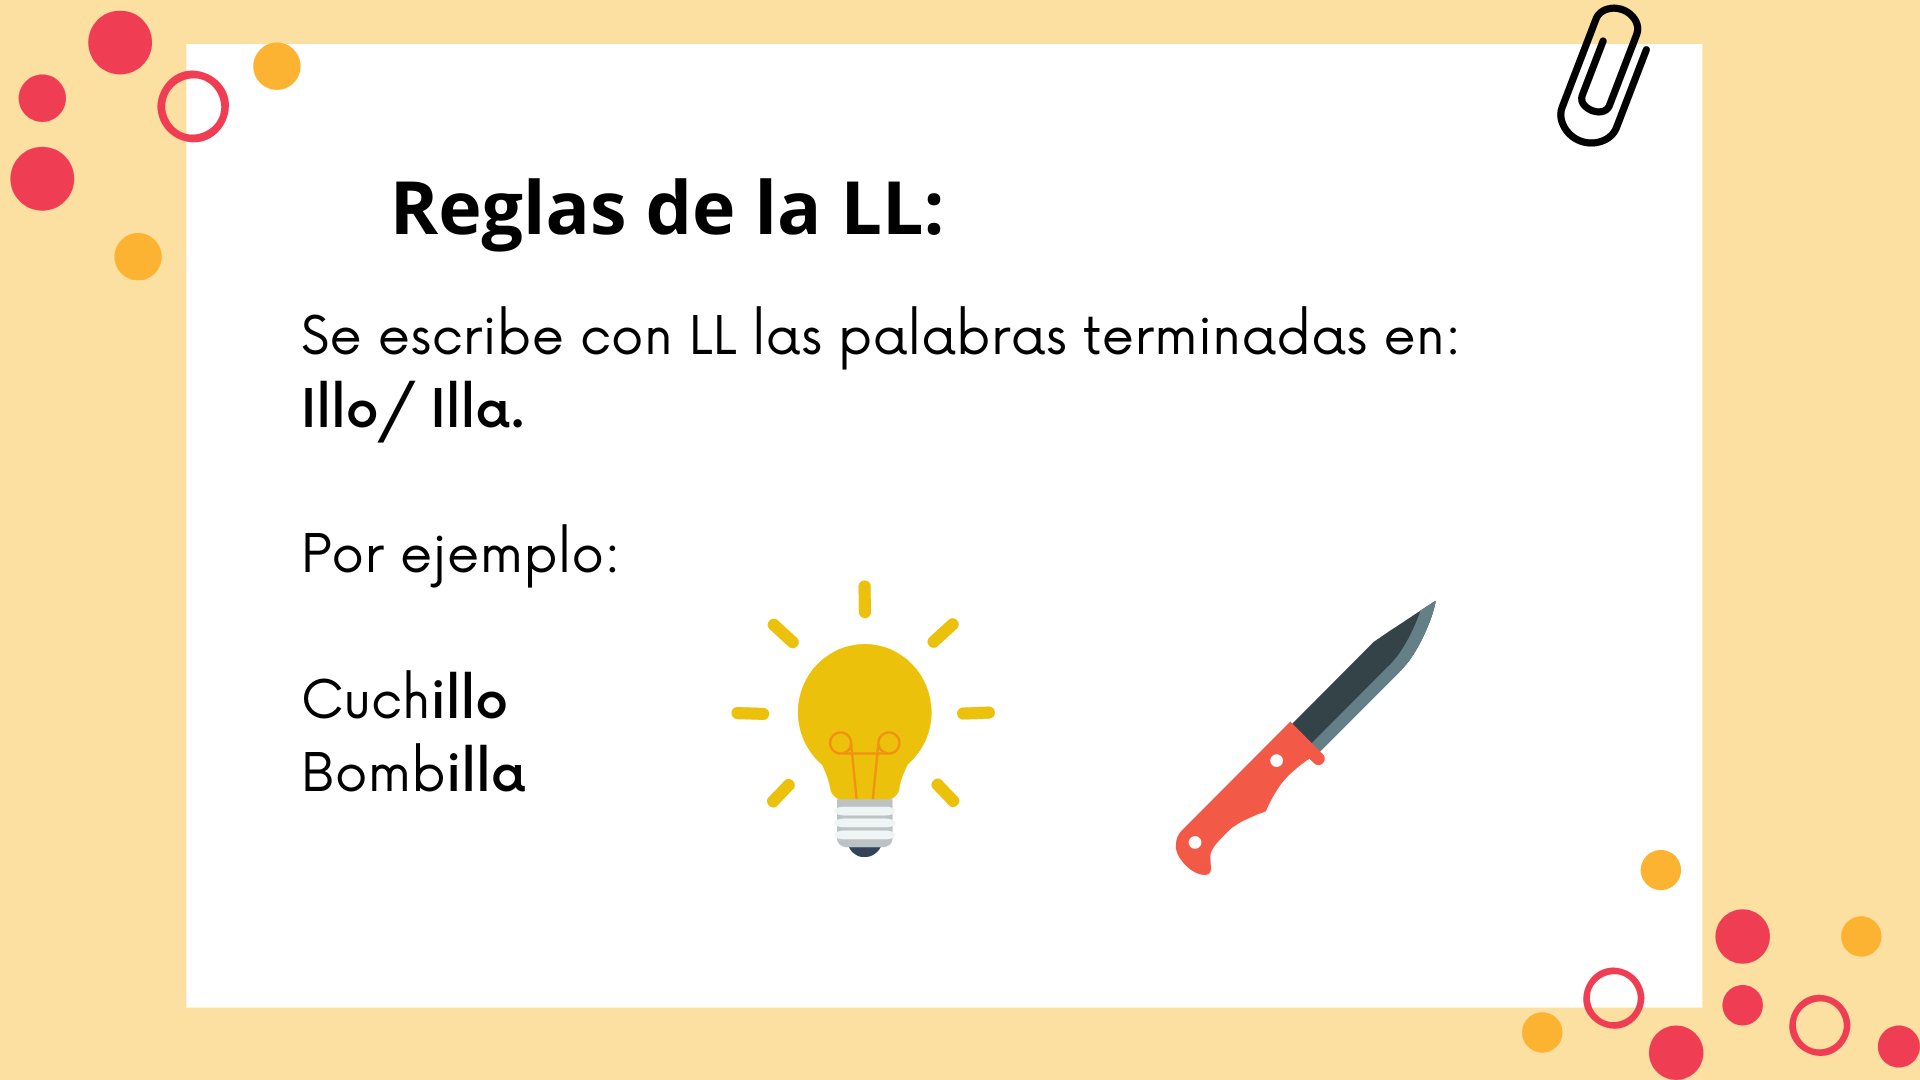 Reglas de la LL:
Se escribe con LL las palabras terminadas en:
Illo/ Illa.
Por ejemplo:
Cuchillo
Bombilla